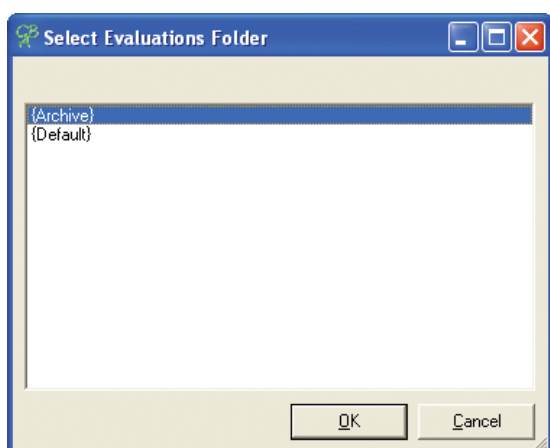 Select Evaluations Folder
{Archive}
{Default}
OK
Cancel